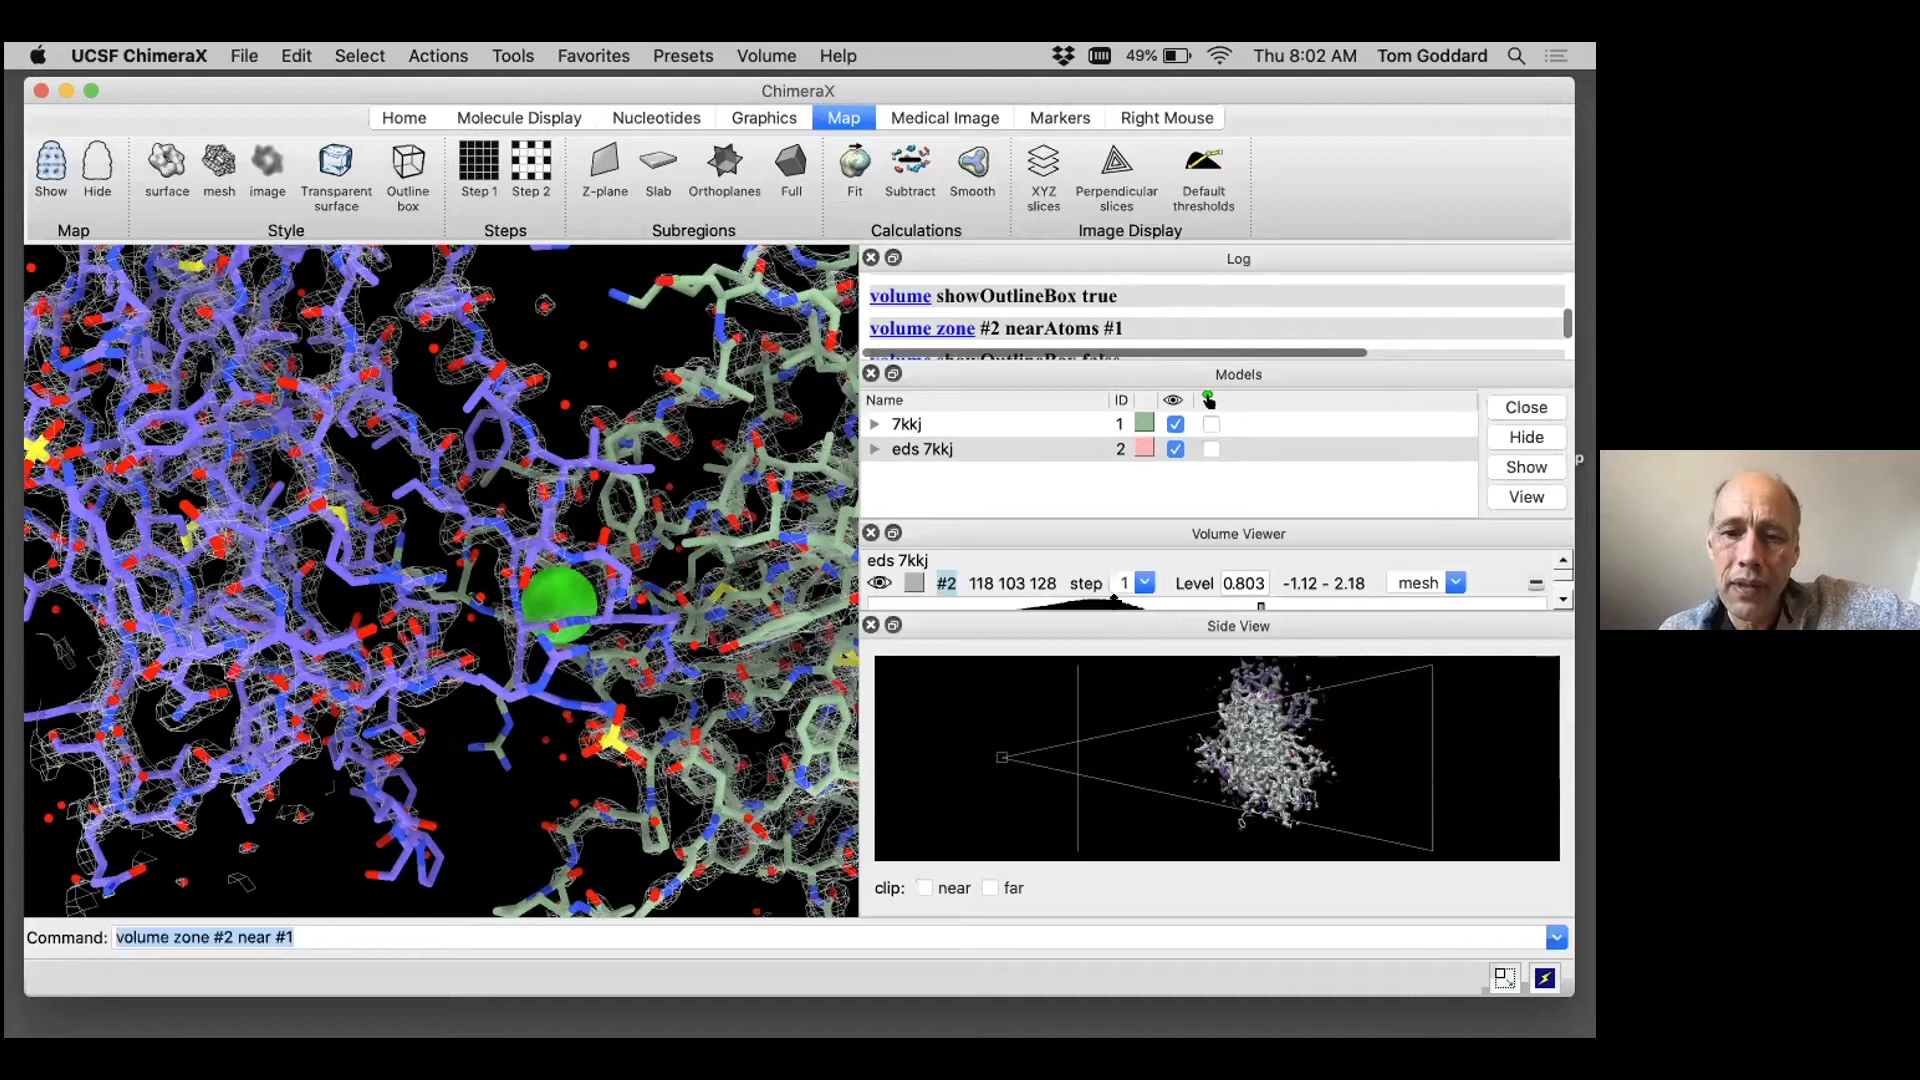 UCSF ChimeraX File Edit Select Actions Tools Favorites Presets Volume Help 49% Thu 8:02 AM Tom Goddard
ChimeraX
Home Molecule Display Nucleotides Graphics Map Medical Image Markers Right Mouse
Show Hide surface mesh image Transparent surface Outline box Step 1 Step 2 Z-plane Slab Orthoplanes Full Fit Subtract Smooth XYZ slices Perpendicular slices Default thresholds
Map Style Steps Subregions Calculations Image Display
Log
volume showOutlineBox true
volume zone #2 nearAtoms #1
volume showOutlineBox false
Models
Name ID
7kkj 1
eds 7kkj 2
Close
Hide
Show
View
Volume Viewer
eds 7kkj
#2 118 103 128 step 1 Level 0.803 -1.12 - 2.18 mesh
Side View
clip: near far
Command: volume zone #2 near #1